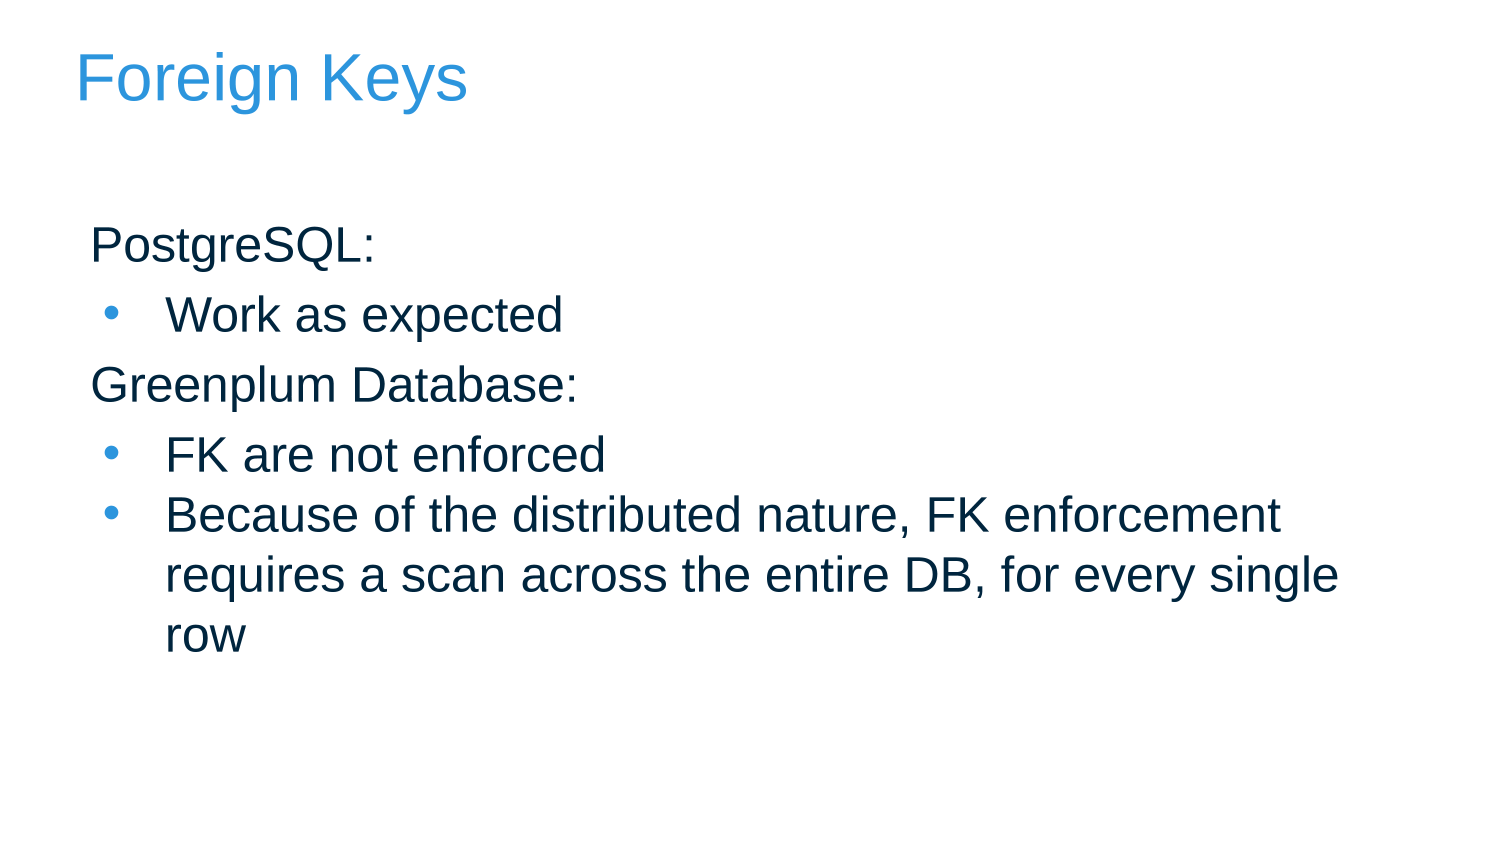 Foreign Keys
PostgreSQL:
• Work as expected
Greenplum Database:
• FK are not enforced
• Because of the distributed nature, FK enforcement
requires a scan across the entire DB, for every single
row